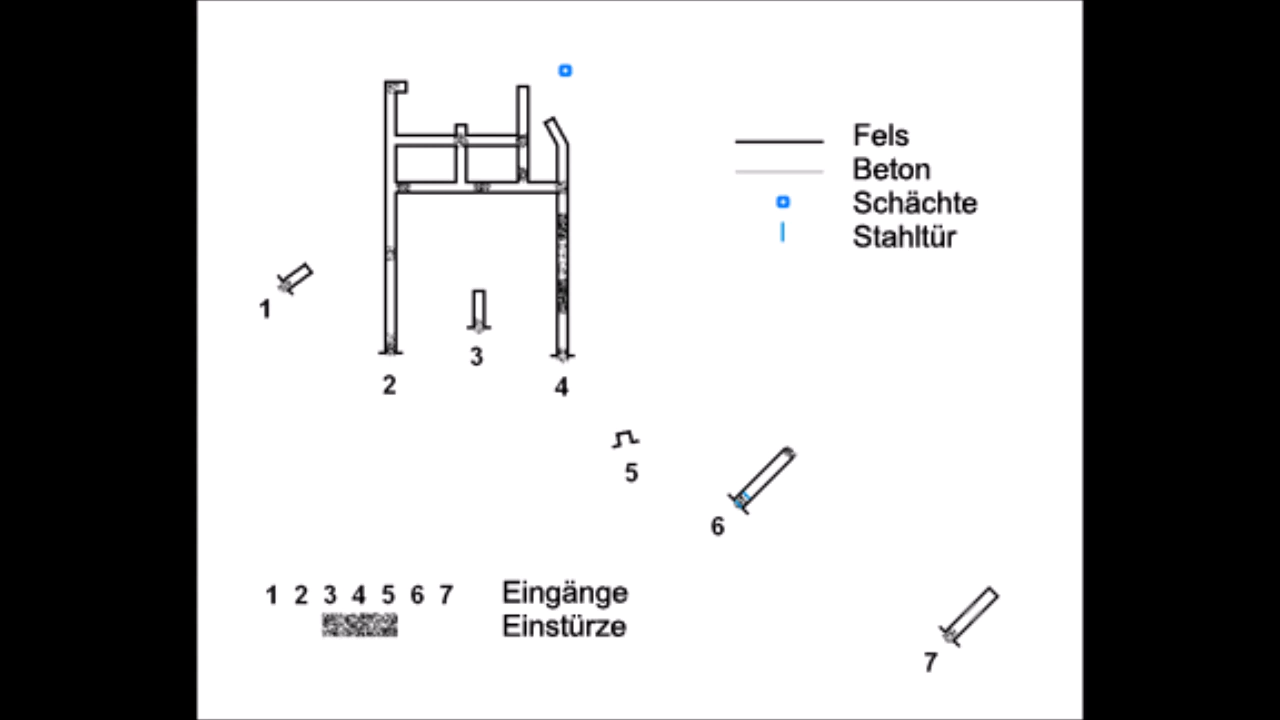 Fels
Beton
Schächte
Stahltür
1
2
3
4
5
6
7
1 2 3 4 5 6 7 Eingänge
Einstürze